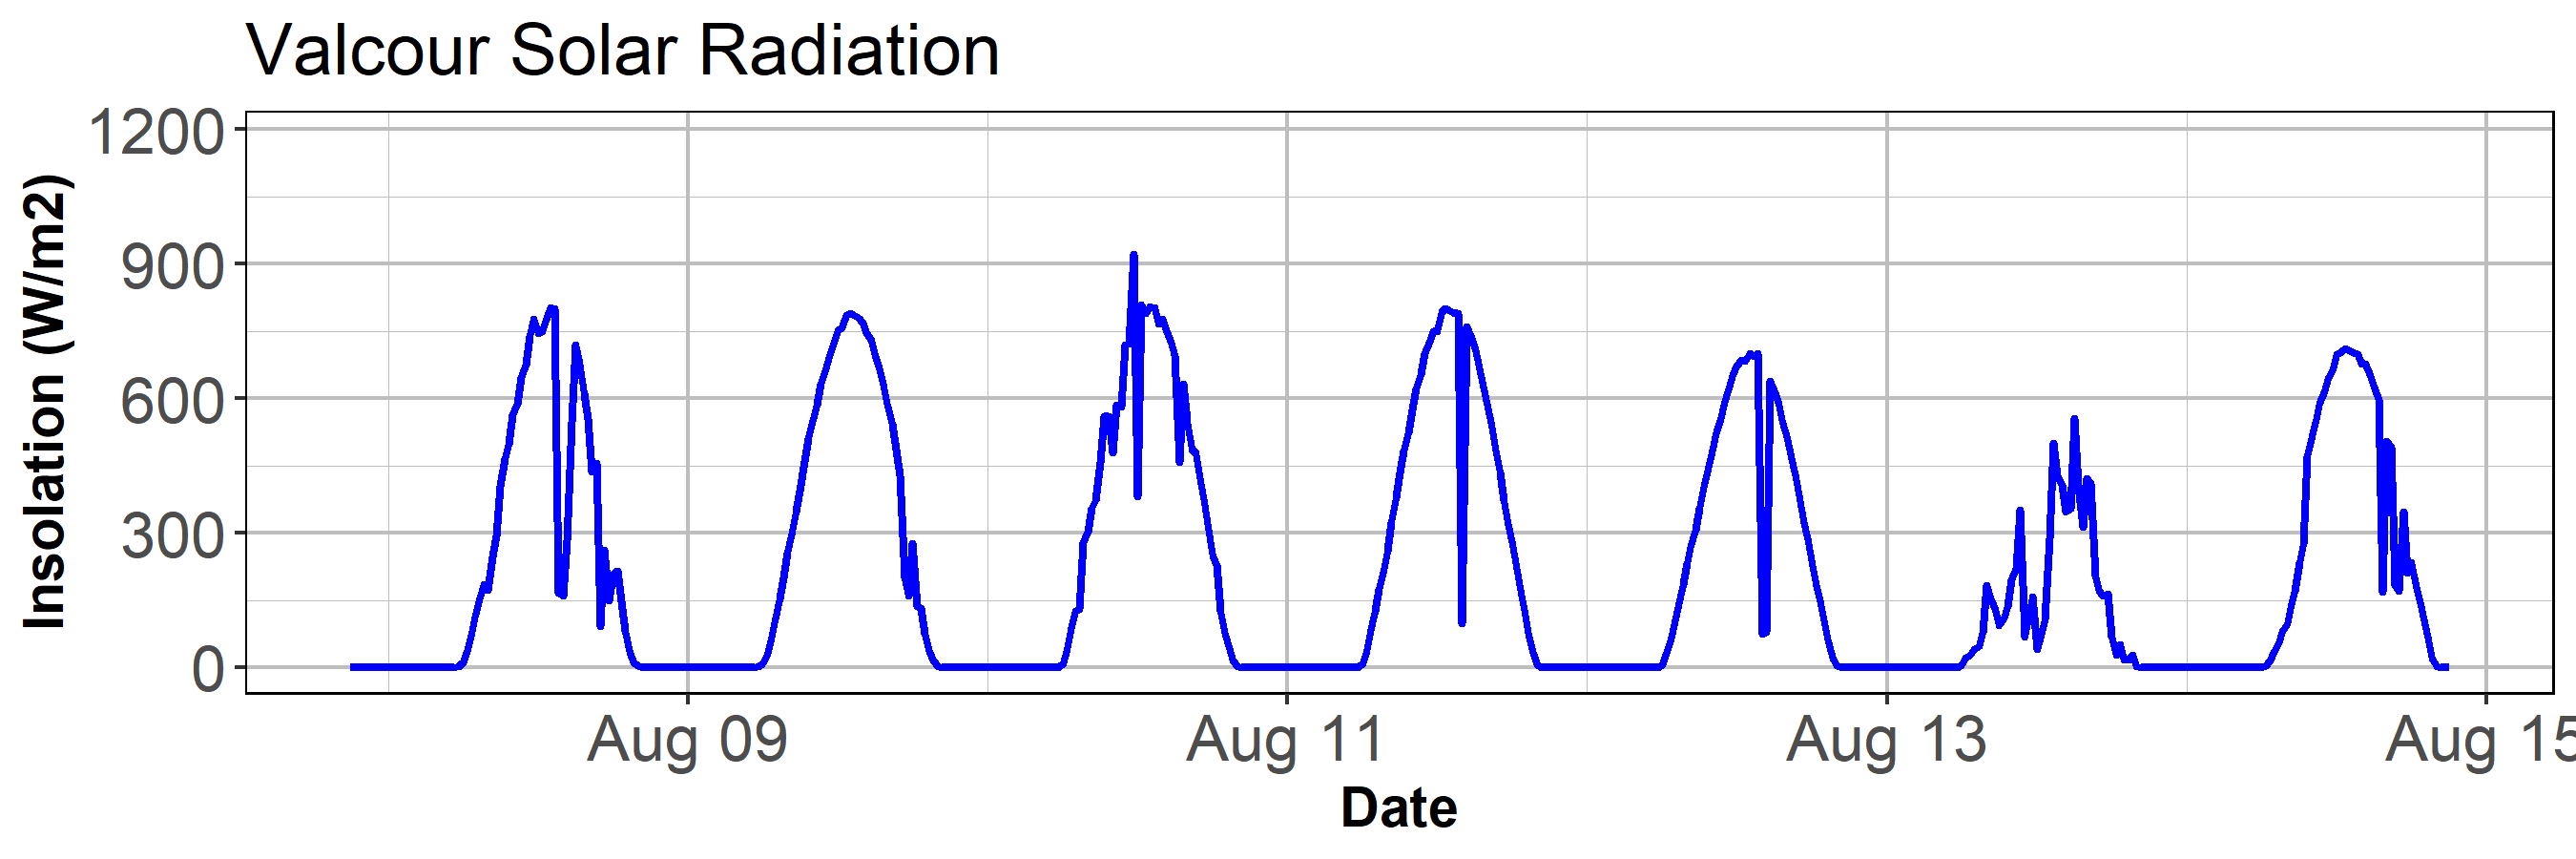 Valcour Solar Radiation
Insolation (W/m2)
1200
900
600
300
0
Aug 09 Aug 11 Aug 13 Aug 15
Date